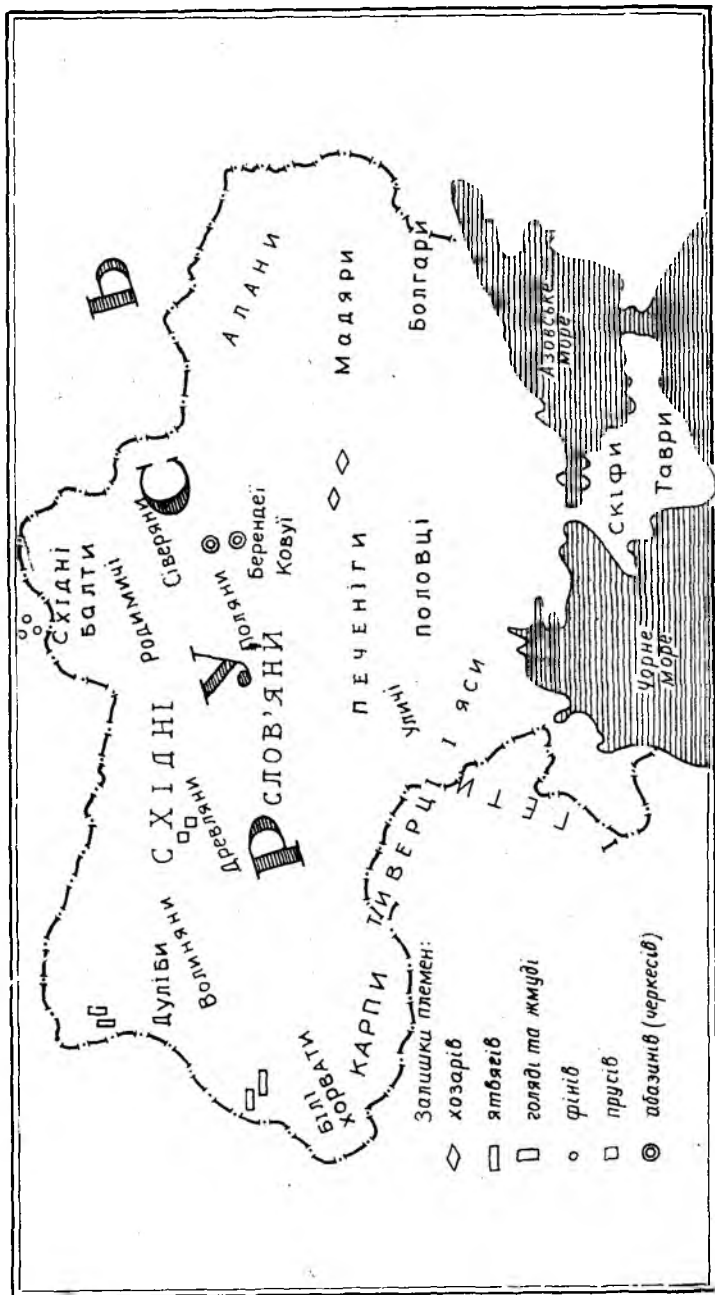 РУСЬ
СХІДНІ
БАЛТИ
Родимичі
Сіверяни
АЛАНИ
СХІДНІ
СЛОВ'ЯНИ
Поляни
Берендеї
Ковуї
Мадяри
Болгари
Дуліби
Волиняни
Древляни
ПЕЧЕНІГИ
ПОЛОВЦІ
уличі
ЯСИ
БІЛІ
ХОРВАТИ
КАРПИ
ТИВЕРЦІ І
Азовське
море
Скіфи
Таври
Чорне
море
Залишки племен:
хозарів
ятвягів
голяді та жмуді
фінів
прусів
абазинів (черкесів)